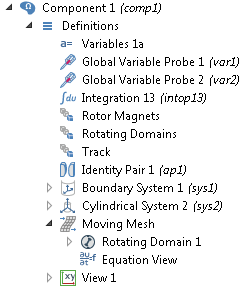 Component 1 (comp1)
Definitions
a= Variables 1a
Global Variable Probe 1 (var1)
Global Variable Probe 2 (var2)
∫du Integration 13 (intop13)
Rotor Magnets
Rotating Domains
Track
Identity Pair 1 (ap1)
Boundary System 1 (sys1)
Cylindrical System 2 (sys2)
Moving Mesh
Rotating Domain 1
Equation View
xy View 1